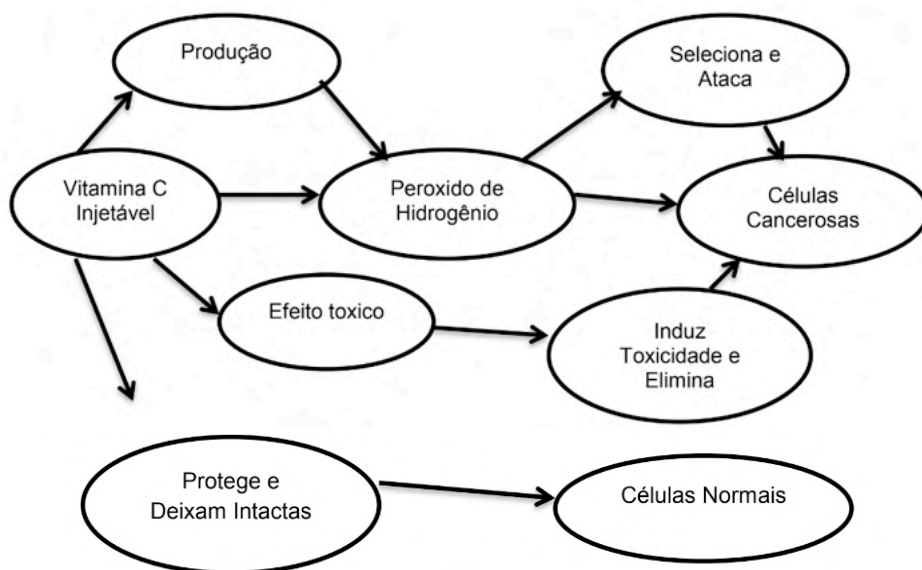 Produção
Seleciona e
Ataca
Vitamina C
Injetável
Peroxido de
Hidrogênio
Células
Cancerosas
Efeito toxico
Induz
Toxicidade e
Elimina
Protege e
Deixam Intactas
Células Normais